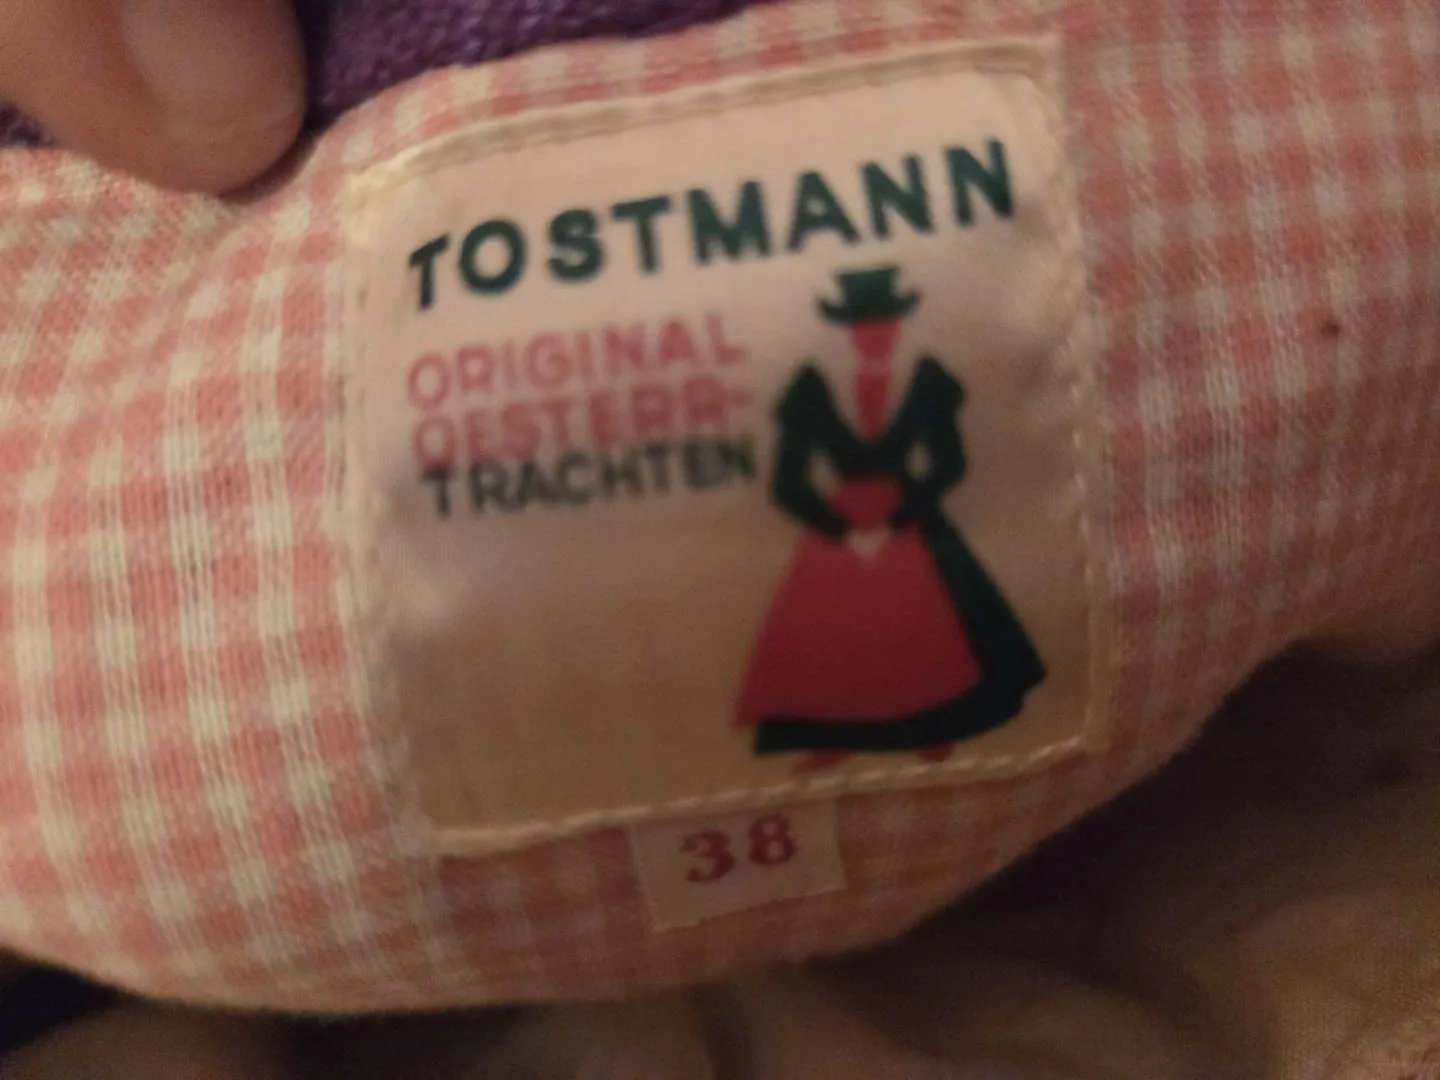 TOSTMANN
ORIGINAL
OESTERR-
TRACHTEN
38